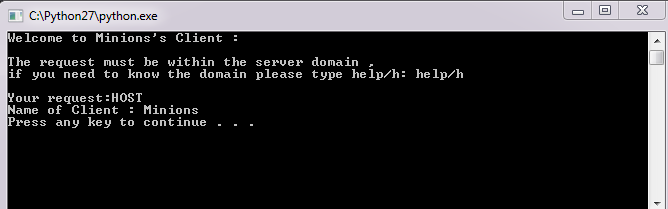 C:\Python27\python.exe
Welcome to Minions's Client :
The request must be within the server domain ,
if you need to know the domain please type help/h: help/h
Your request:HOST
Name of Client : Minions
Press any key to continue . . .